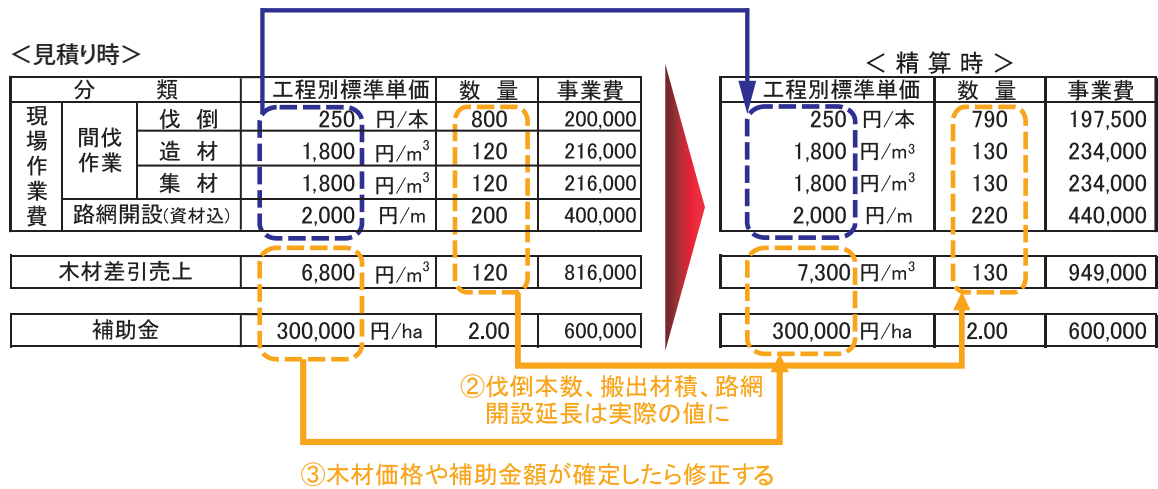 ＜見積り時＞
分 類 工程別標準単価 数 量 事業費
現場作業費 間伐作業 伐 倒 250 円/本 800 200,000
造 材 1,800 円/m³ 120 216,000
集 材 1,800 円/m³ 120 216,000
路網開設(資材込) 2,000 円/m 200 400,000
木材差引売上 6,800 円/m³ 120 816,000
補助金 300,000 円/ha 2.00 600,000
＜精算時＞
工程別標準単価 数 量 事業費
250 円/本 790 197,500
1,800 円/m³ 130 234,000
1,800 円/m³ 130 234,000
2,000 円/m 220 440,000
7,300 円/m³ 130 949,000
300,000 円/ha 2.00 600,000
②伐倒本数、搬出材積、路網
開設延長は実際の値に
③木材価格や補助金額が確定したら修正する